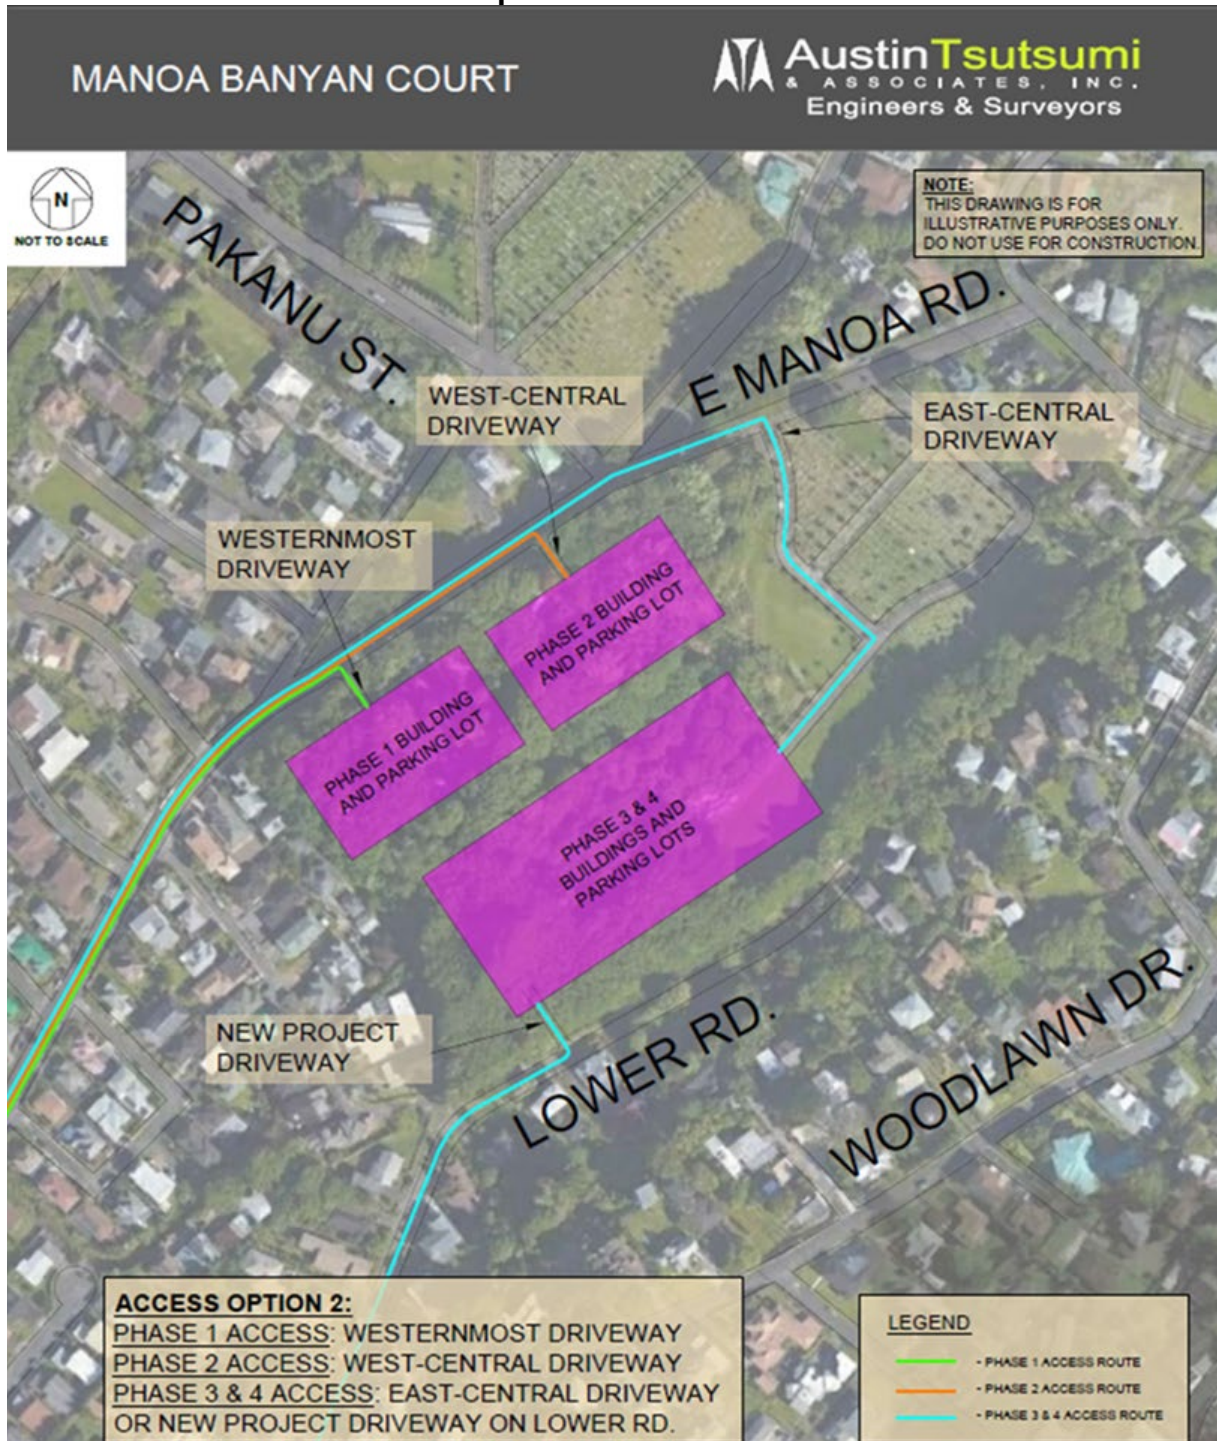 MANOA BANYAN COURT
AustinTsutsumi
& ASSOCIATES, INC.
Engineers & Surveyors
N
NOT TO SCALE
NOTE:
THIS DRAWING IS FOR
ILLUSTRATIVE PURPOSES ONLY.
DO NOT USE FOR CONSTRUCTION.
PAKANU ST.
E MANOA RD.
WEST-CENTRAL
DRIVEWAY
EAST-CENTRAL
DRIVEWAY
WESTERNMOST
DRIVEWAY
PHASE 2 BUILDING
AND PARKING LOT
PHASE 1 BUILDING
AND PARKING LOT
PHASE 3 & 4
BUILDINGS AND
PARKING LOTS
NEW PROJECT
DRIVEWAY
LOWER RD.
WOODLAWN DR.
ACCESS OPTION 2:
PHASE 1 ACCESS: WESTERNMOST DRIVEWAY
PHASE 2 ACCESS: WEST-CENTRAL DRIVEWAY
PHASE 3 & 4 ACCESS: EAST-CENTRAL DRIVEWAY
OR NEW PROJECT DRIVEWAY ON LOWER RD.
LEGEND
- PHASE 1 ACCESS ROUTE
- PHASE 2 ACCESS ROUTE
- PHASE 3 & 4 ACCESS ROUTE